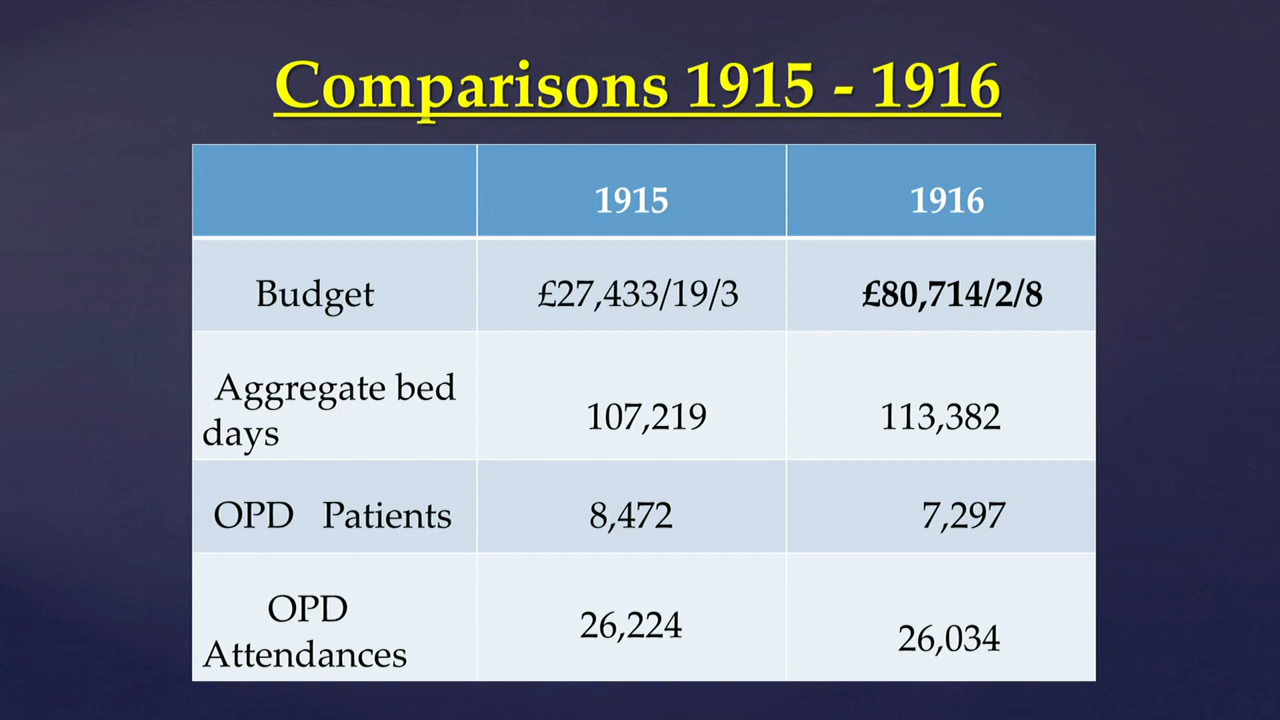 Comparisons 1915 - 1916
1915 1916
Budget £27,433/19/3 £80,714/2/8
Aggregate bed
days 107,219 113,382
OPD Patients 8,472 7,297
OPD
Attendances 26,224 26,034